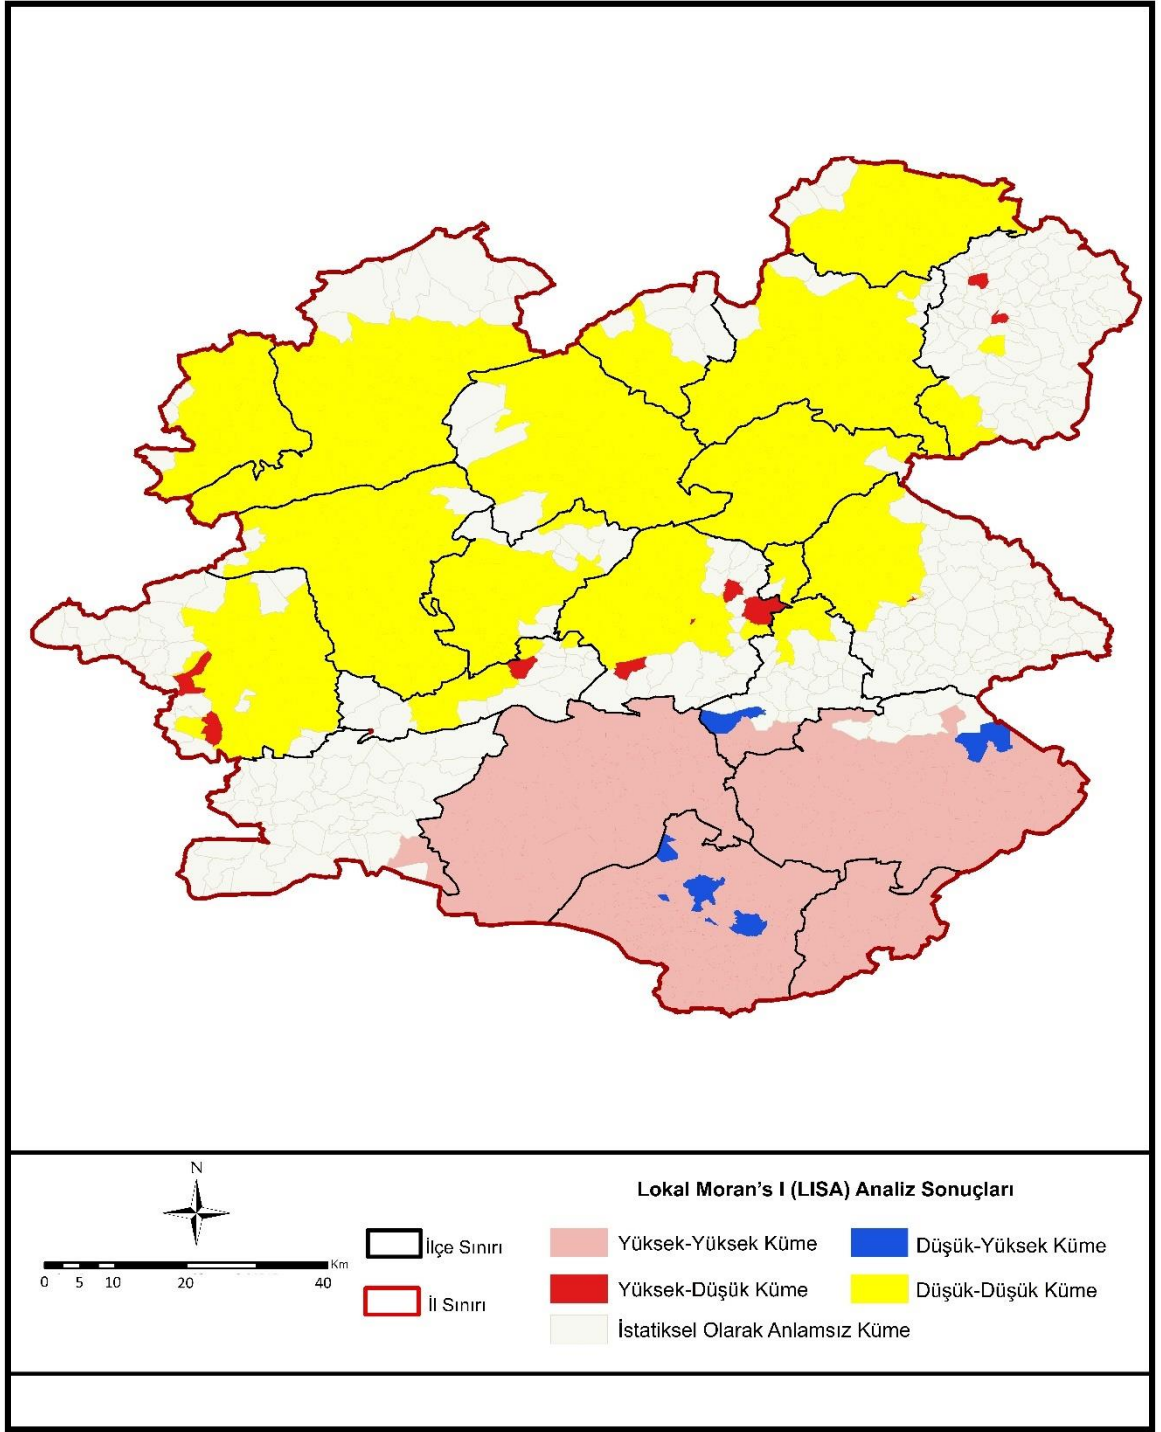 N
Km
0 5 10 20 40
İlçe Sınırı
İl Sınırı
Lokal Moran's I (LISA) Analiz Sonuçları
Yüksek-Yüksek Küme
Düşük-Yüksek Küme
Yüksek-Düşük Küme
Düşük-Düşük Küme
İstatiksel Olarak Anlamsız Küme